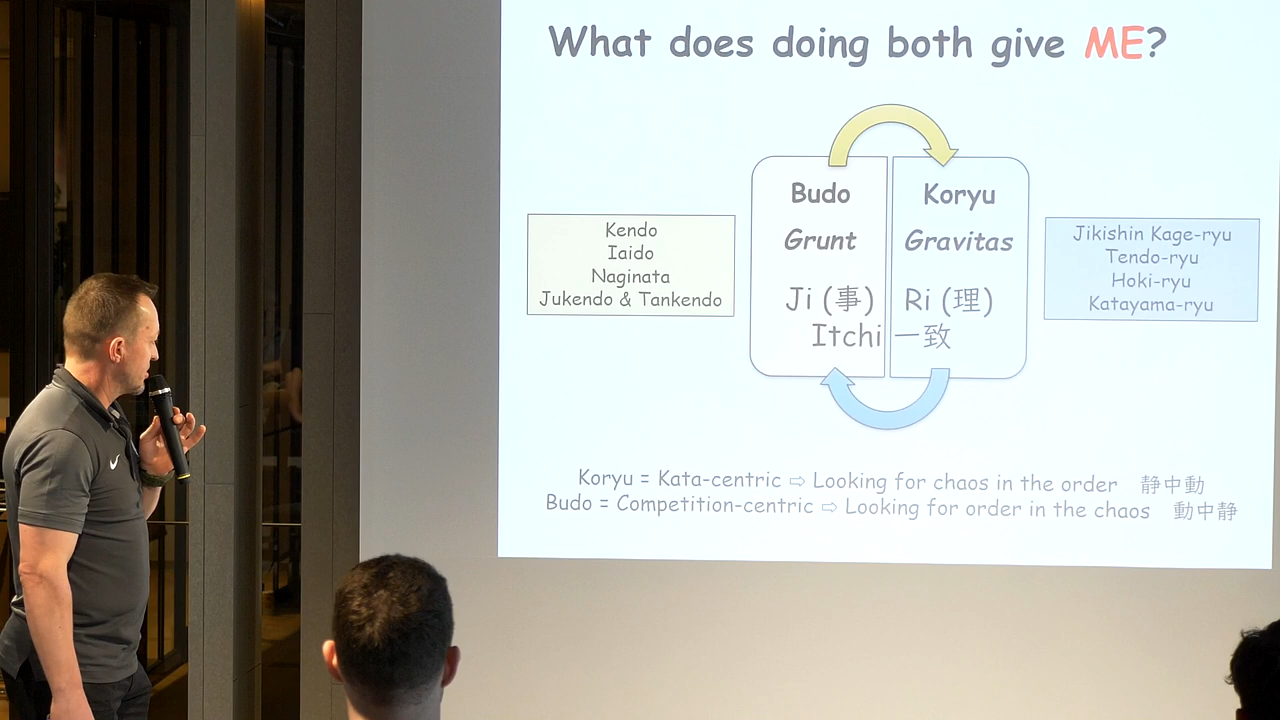 What does doing both give ME?
Budo
Grunt
Ji (事)
Koryu
Gravitas
Ri (理)
Itchi 一致
Kendo
Iaido
Naginata
Jukendo & Tankendo
Jikishin Kage-ryu
Tendo-ryu
Hoki-ryu
Katayama-ryu
Koryu = Kata-centric ⇨ Looking for chaos in the order 静中動
Budo = Competition-centric ⇨ Looking for order in the chaos 動中静